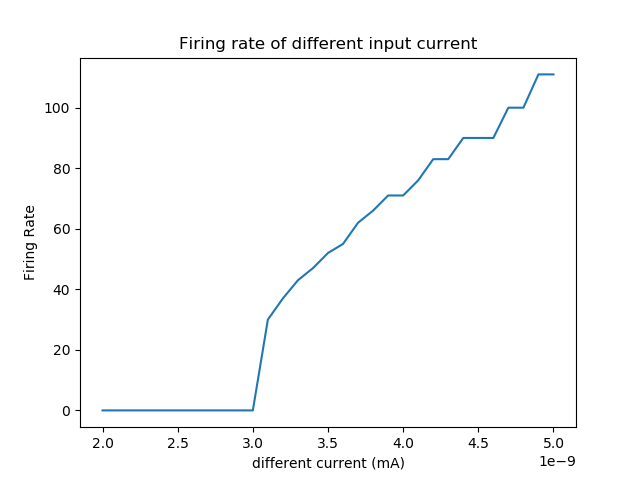 Firing rate of different input current
Firing Rate
100
80
60
40
20
0
2.0 2.5 3.0 3.5 4.0 4.5 5.0
1e−9
different current (mA)